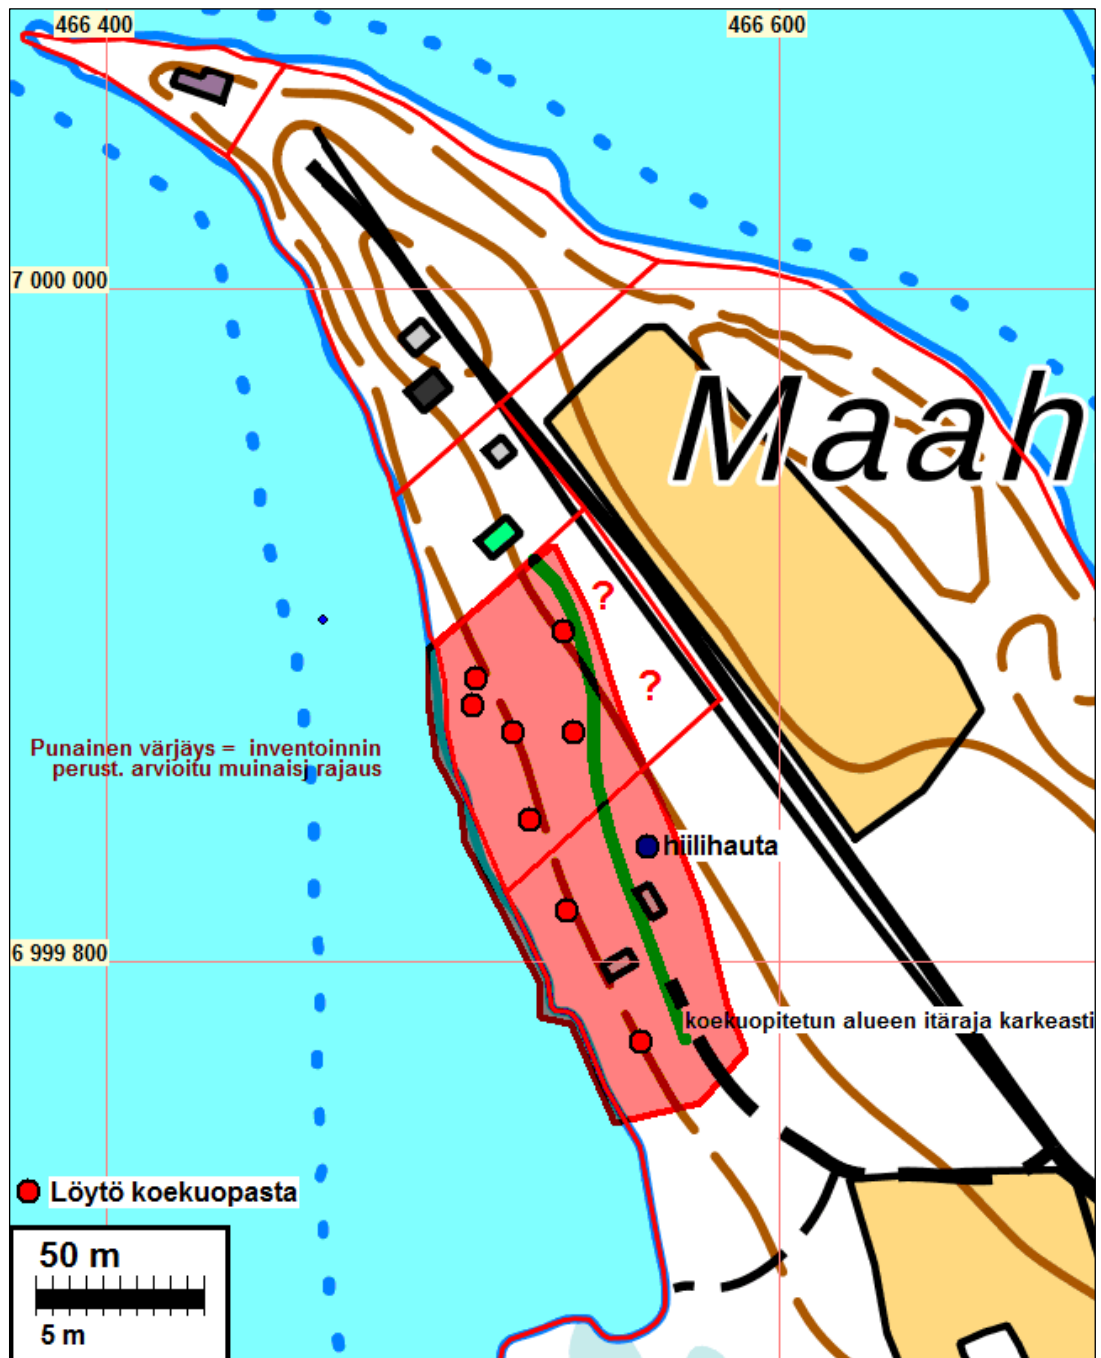 466 400
466 600
7 000 000
Maah
?
?
Punainen värjäys = inventoinnin
perust. arvioitu muinaisj rajaus
hiilihauta
6 999 800
koekuopitetun alueen itäraja karkeasti
Löytö koekuopasta
50 m
5 m